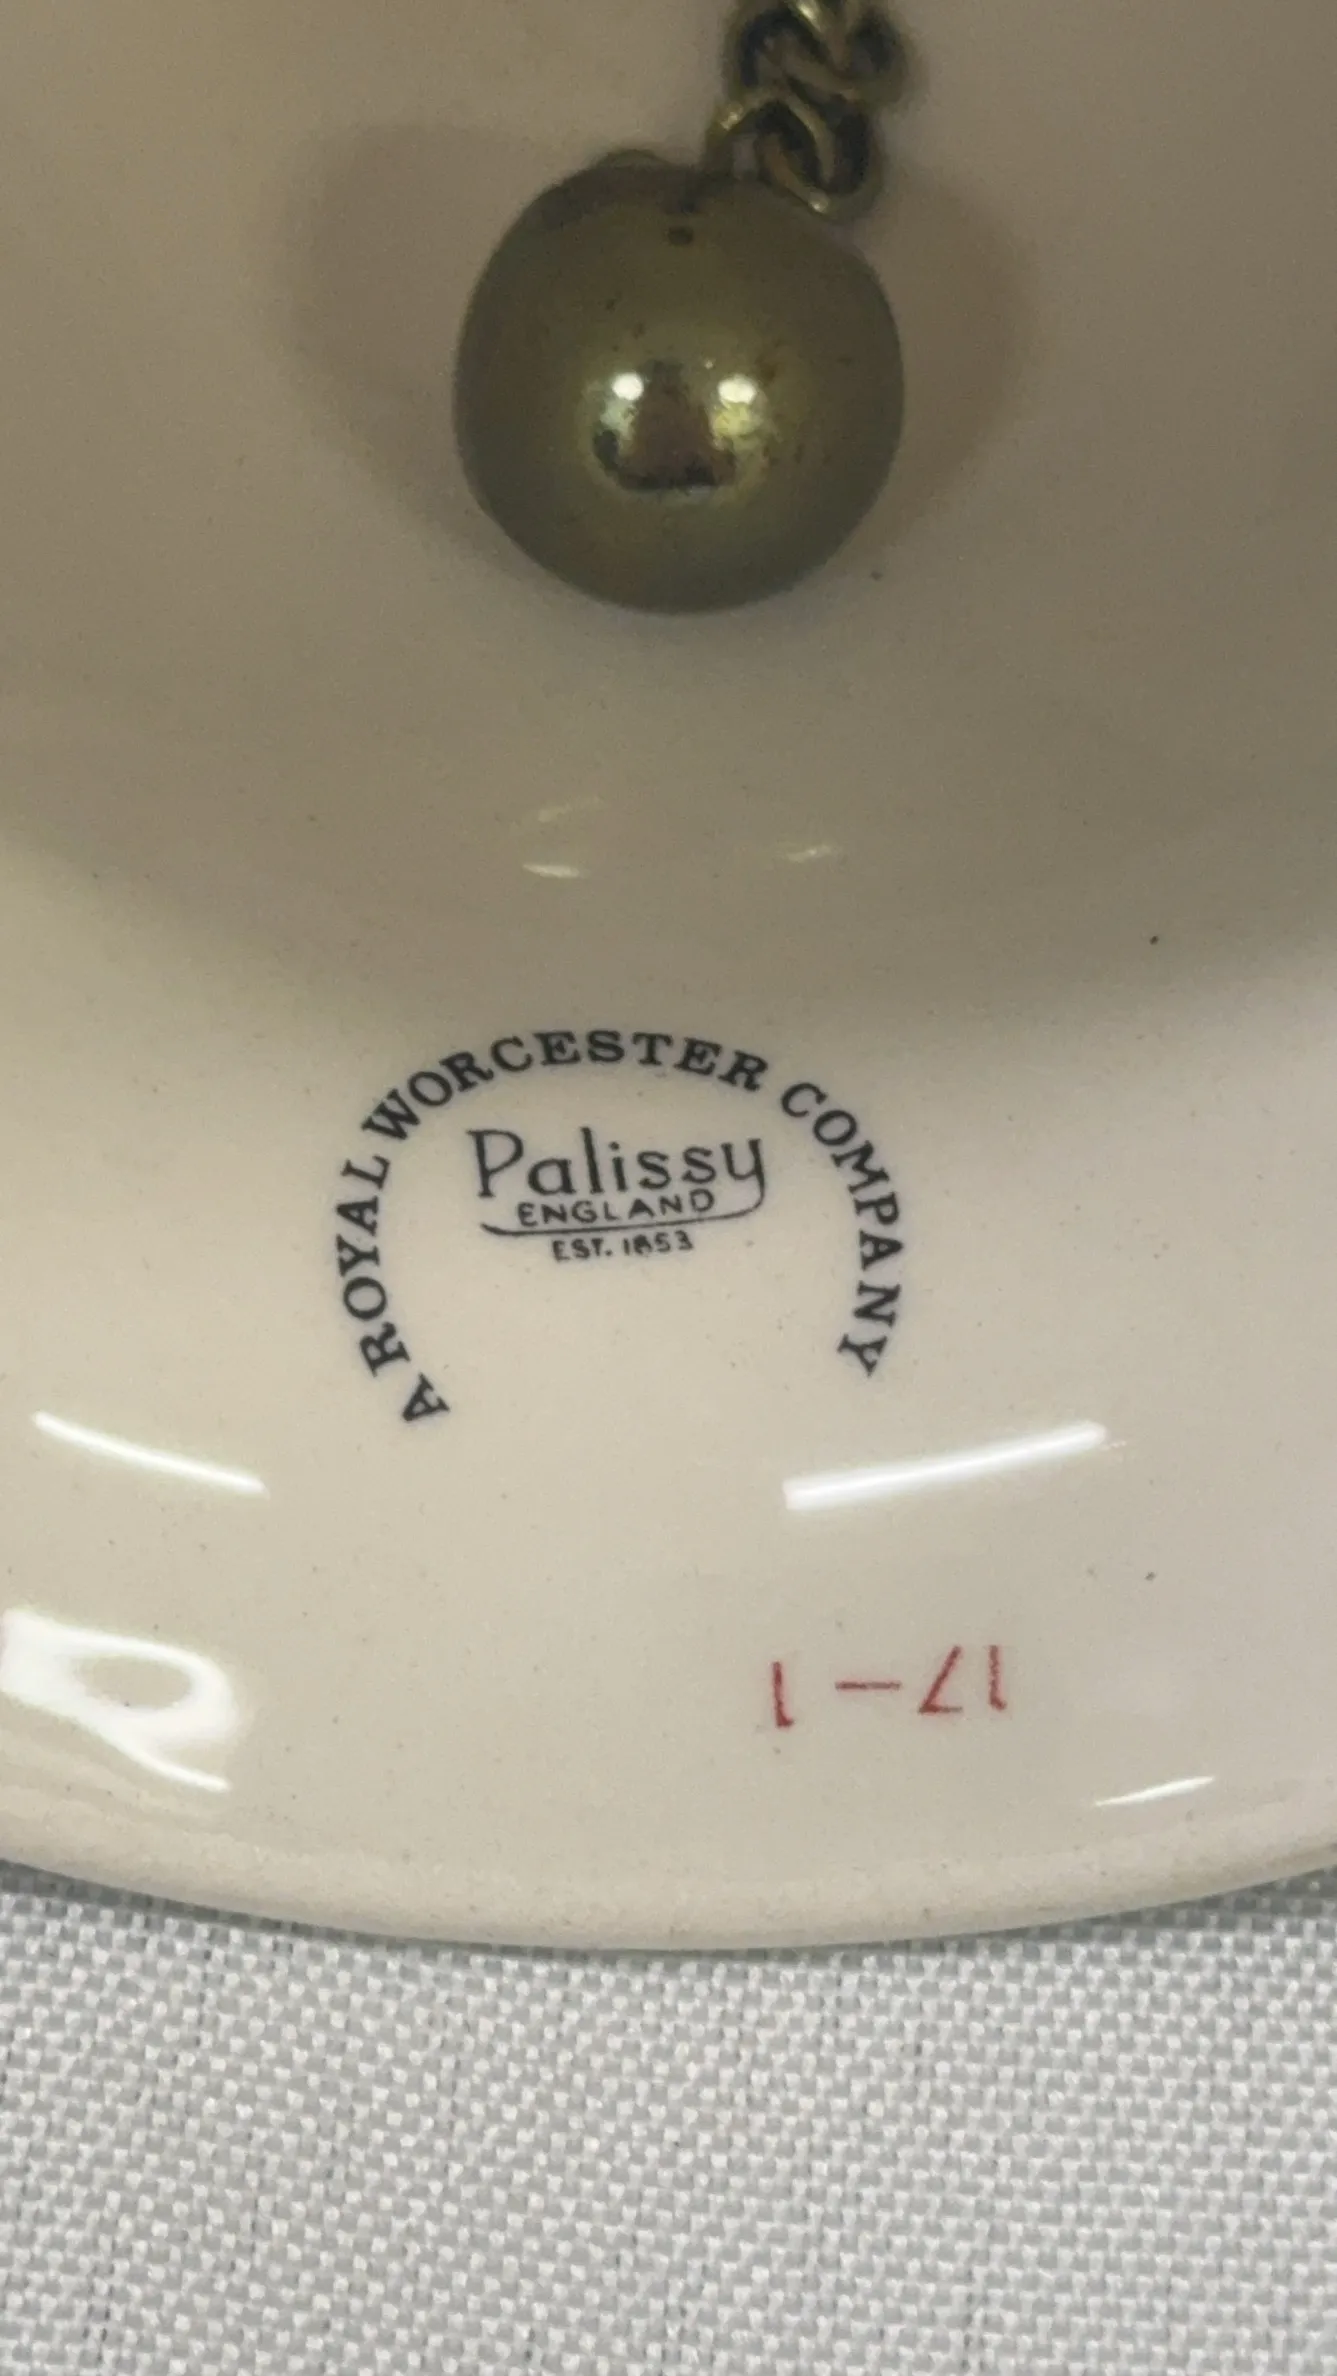 A ROYAL WORCESTER COMPANY
Palissy
ENGLAND
EST. 1853
17-1